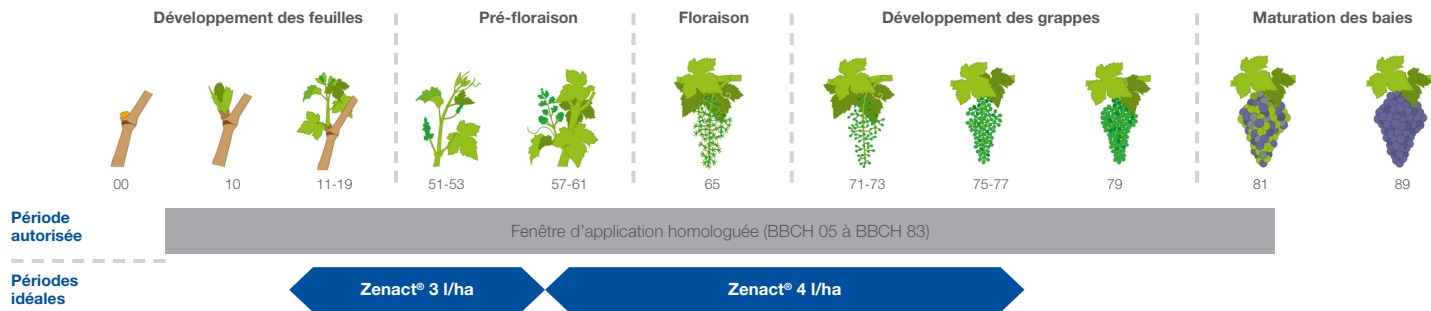 Développement des feuilles
Pré-floraison
Floraison
Développement des grappes
Maturation des baies
00
10
11-19
51-53
57-61
65
71-73
75-77
79
81
89
Période
autorisée
Fenêtre d’application homologuée (BBCH 05 à BBCH 83)
Périodes
idéales
Zenact® 3 l/ha
Zenact® 4 l/ha